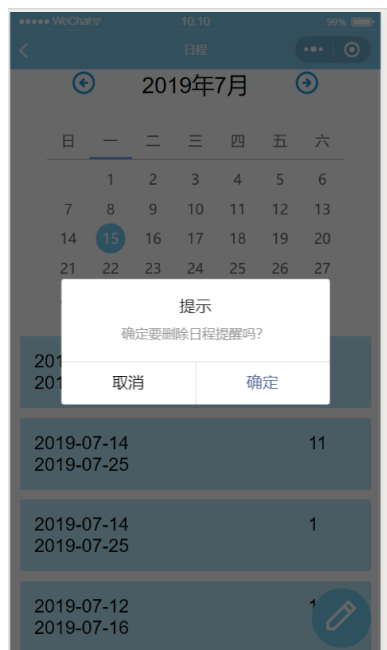 WeChat 10:10 99%
日程
2019年7月
日 一 二 三 四 五 六
1 2 3 4 5 6
7 8 9 10 11 12 13
14 15 16 17 18 19 20
21 22 23 24 25 26 27
提示
确定要删除日程提醒吗?
取消 确定
2019-07-14 11
2019-07-25
2019-07-14 1
2019-07-25
2019-07-12
2019-07-16